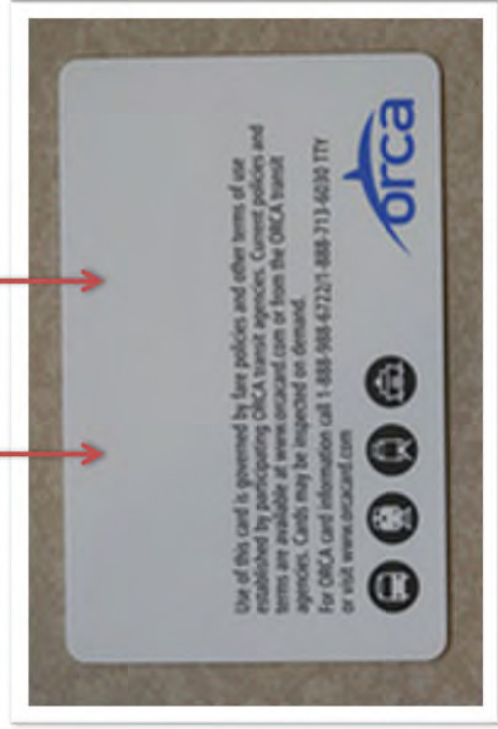 Use of this card is governed by fare policies and other terms of use
established by participating ORCA transit agencies. Current policies and
terms are available at www.orcacard.com or from the ORCA transit
agencies. Cards may be inspected on demand.
For ORCA card information call 1-888-988-6722/1-888-713-6030 TTY
or visit www.orcacard.com
orca